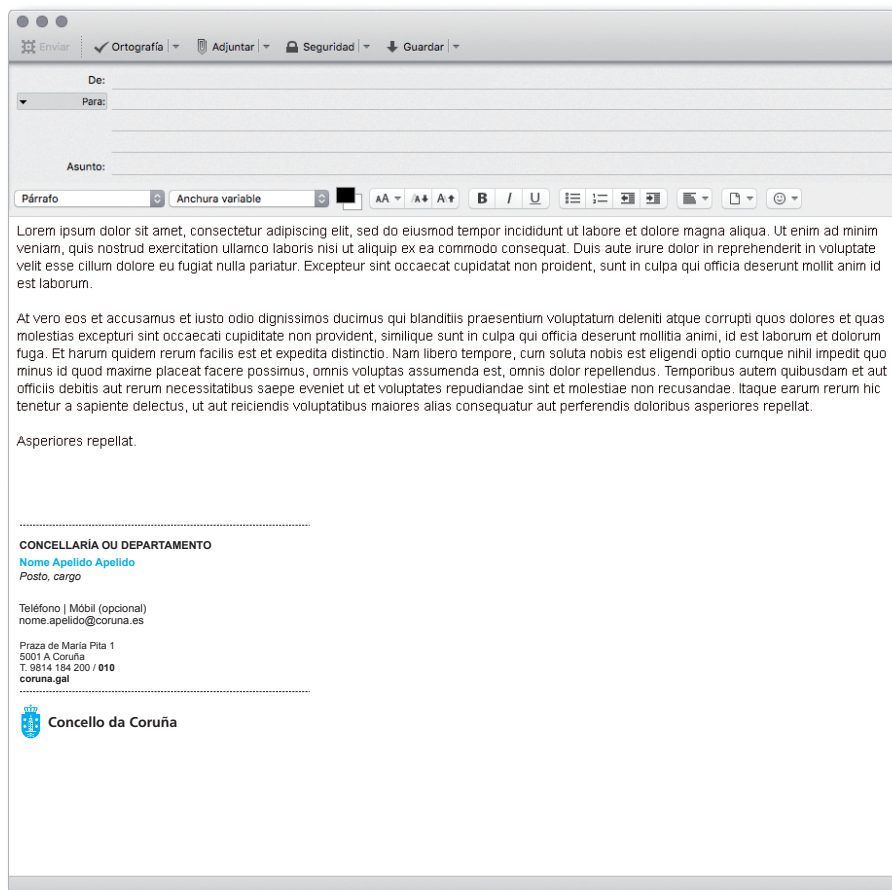 Enviar Ortografía Adjuntar Seguridad Guardar
De:
Para:
Asunto:
Párrafo Anchura variable AA A A B I U
Lorem ipsum dolor sit amet, consectetur adipiscing elit, sed do eiusmod tempor incididunt ut labore et dolore magna aliqua. Ut enim ad minim
veniam, quis nostrud exercitation ullamco laboris nisi ut aliquip ex ea commodo consequat. Duis aute irure dolor in reprehenderit in voluptate
velit esse cillum dolore eu fugiat nulla pariatur. Excepteur sint occaecat cupidatat non proident, sunt in culpa qui officia deserunt mollit anim id
est laborum.
At vero eos et accusamus et iusto odio dignissimos ducimus qui blanditiis praesentium voluptatum deleniti atque corrupti quos dolores et quas
molestias excepturi sint occaecati cupiditate non provident, similique sunt in culpa qui officia deserunt mollitia animi, id est laborum et dolorum
fuga. Et harum quidem rerum facilis est et expedita distinctio. Nam libero tempore, cum soluta nobis est eligendi optio cumque nihil impedit quo
minus id quod maxime placeat facere possimus, omnis voluptas assumenda est, omnis dolor repellendus. Temporibus autem quibusdam et aut
officiis debitis aut rerum necessitatibus saepe eveniet ut et voluptates repudiandae sint et molestiae non recusandae. Itaque earum rerum hic
tenetur a sapiente delectus, ut aut reiciendis voluptatibus maiores alias consequatur aut perferendis doloribus asperiores repellat.
Asperiores repellat.
CONCELLARÍA OU DEPARTAMENTO
Nome Apelido Apelido
Posto, cargo
Teléfono | Móbil (opcional)
nome.apelido@coruna.es
Praza de María Pita 1
5001 A Coruña
T. 9814 184 200 / 010
coruna.gal
Concello da Coruña